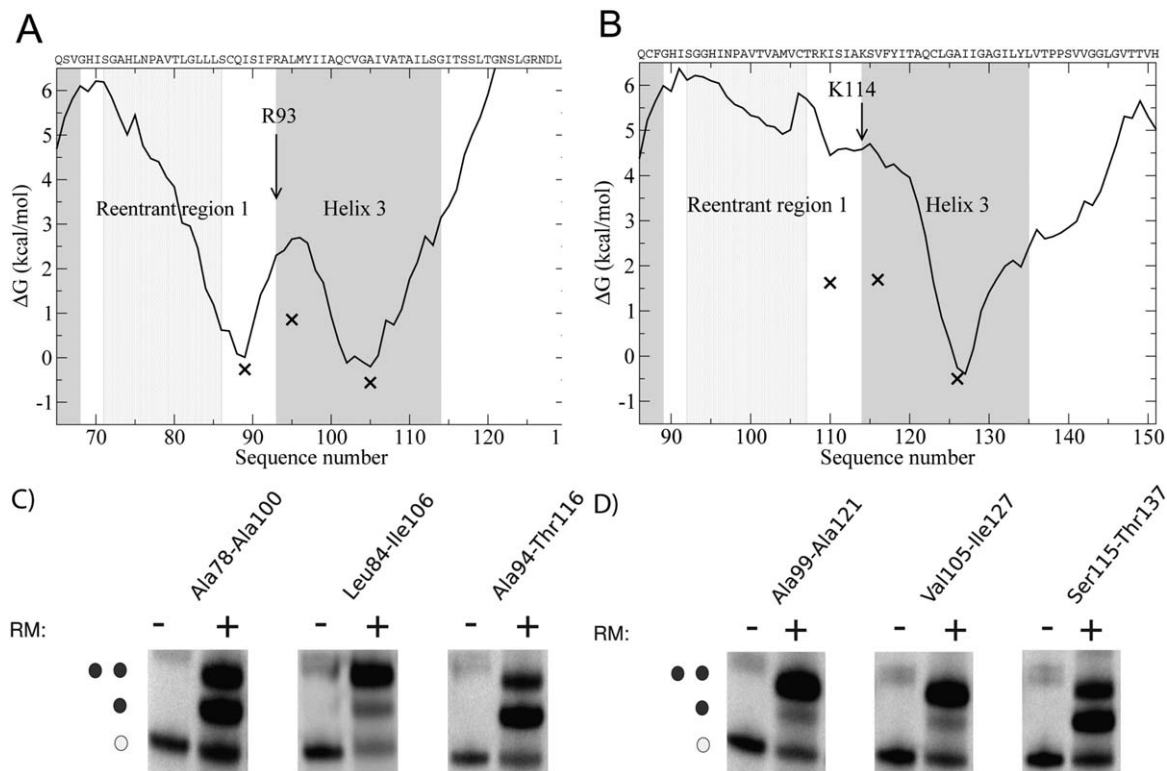 A
QSVGHISGAHLNPAVTLGLLLSCQISIFRALMYIIAQCVGAIVATAILSGITSSLTGNSLGRNDL
6
5
4
3
2
1
0
-1
ΔG (kcal/mol)
R93
Reentrant region 1
Helix 3
70 80 90 100 110 120 1
Sequence number
B
QCFGHISGGHINPAVTVAMVCTRKISIAKSVFYITAQCLGAIIGAGILYLVTPPSVVGGLGVTTVH
6
5
4
3
2
1
0
-1
ΔG (kcal/mol)
K114
Reentrant region 1
Helix 3
90 100 110 120 130 140 150
Sequence number
C)
Ala78-Ala100
Leu84-Ile106
Ala94-Thr116
RM: - + - + - +
D)
Ala99-Ala121
Val105-Ile127
Ser115-Thr137
RM: - + - + - +